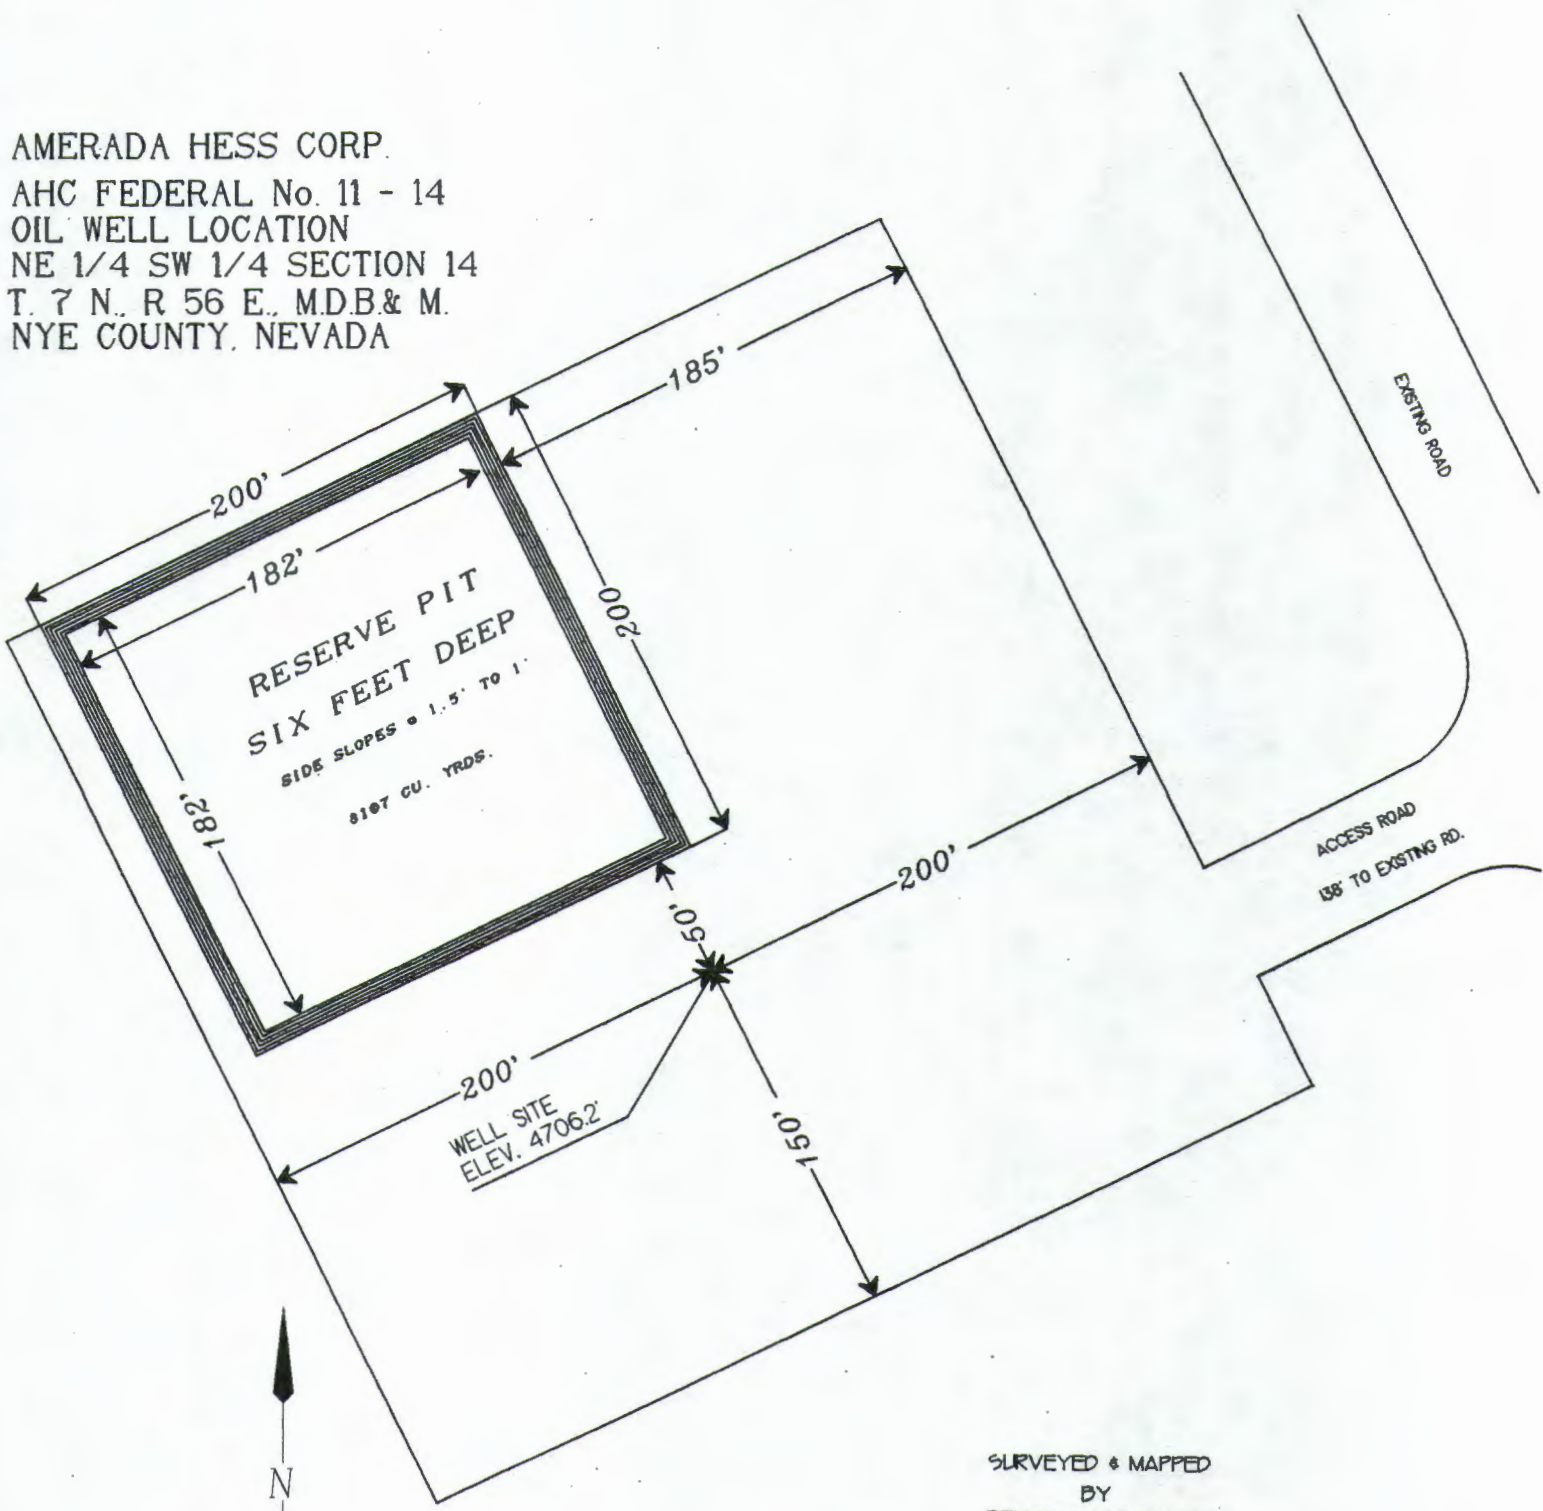 AMERADA HESS CORP.
AHC FEDERAL No. 11 - 14
OIL WELL LOCATION
NE 1/4 SW 1/4 SECTION 14
T. 7 N., R 56 E., M.D.B.& M.
NYE COUNTY, NEVADA
185'
EXISTING ROAD
200'
182'
200'
RESERVE PIT
SIX FEET DEEP
SIDE SLOPES @ 1.5' TO 1'
CU. YRDS.
182'
ACCESS ROAD
138' TO EXISTING RD.
200'
50'
200'
WELL SITE
ELEV. 4706.2'
150'
N
SURVEYED & MAPPED
BY